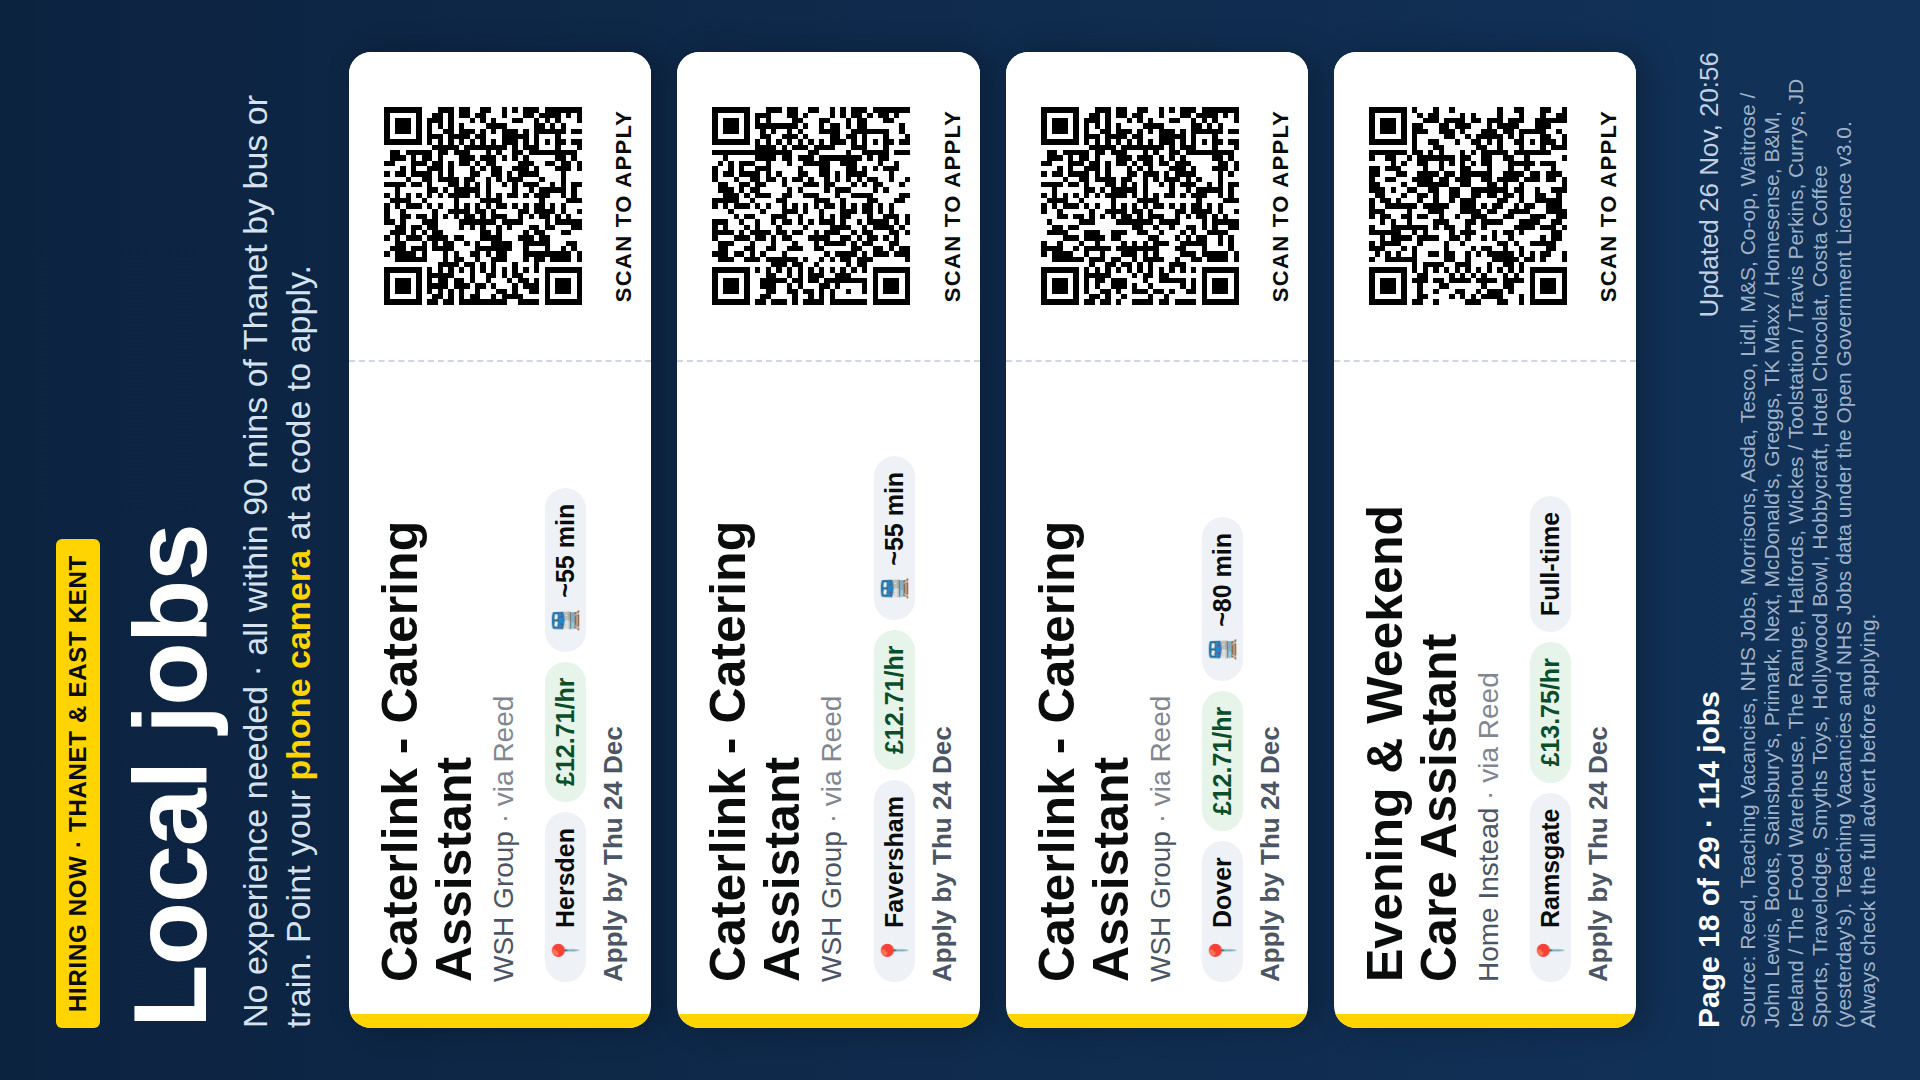 HIRING NOW · THANET & EAST KENT
Local jobs
No experience needed · all within 90 mins of Thanet by bus or
train. Point your phone camera at a code to apply.
Caterlink - Catering
Assistant
WSH Group · via Reed
📍 Hersden £12.71/hr 🚆 ~55 min
Apply by Thu 24 Dec
SCAN TO APPLY
Caterlink - Catering
Assistant
WSH Group · via Reed
📍 Faversham £12.71/hr 🚆 ~55 min
Apply by Thu 24 Dec
SCAN TO APPLY
Caterlink - Catering
Assistant
WSH Group · via Reed
📍 Dover £12.71/hr 🚆 ~80 min
Apply by Thu 24 Dec
SCAN TO APPLY
Evening & Weekend
Care Assistant
Home Instead · via Reed
📍 Ramsgate £13.75/hr Full-time
Apply by Thu 24 Dec
SCAN TO APPLY
Page 18 of 29 · 114 jobs Updated 26 Nov, 20:56
Source: Reed, Teaching Vacancies, NHS Jobs, Morrisons, Asda, Tesco, Lidl, M&S, Co-op, Waitrose /
John Lewis, Boots, Sainsbury's, Primark, Next, McDonald's, Greggs, TK Maxx / Homesense, B&M,
Iceland / The Food Warehouse, The Range, Halfords, Wickes / Toolstation / Travis Perkins, Currys, JD
Sports, Travelodge, Smyths Toys, Hollywood Bowl, Hobbycraft, Hotel Chocolat, Costa Coffee
(yesterday's). Teaching Vacancies and NHS Jobs data under the Open Government Licence v3.0.
Always check the full advert before applying.